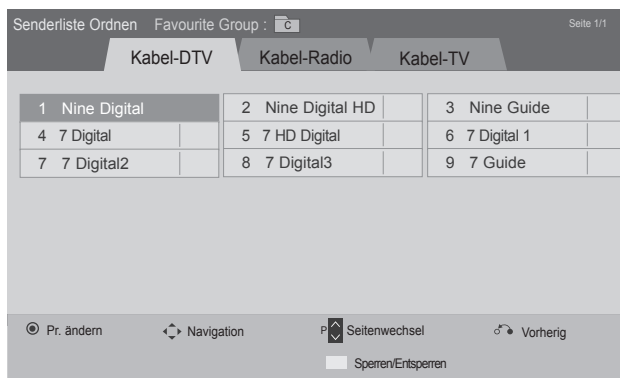 Senderliste Ordnen Favourite Group : C Seite 1/1
Kabel-DTV Kabel-Radio Kabel-TV
1 Nine Digital 2 Nine Digital HD 3 Nine Guide
4 7 Digital 5 7 HD Digital 6 7 Digital 1
7 7 Digital2 8 7 Digital3 9 7 Guide
Pr. ändern Navigation P Seitenwechsel Vorherig
Sperren/Entsperren